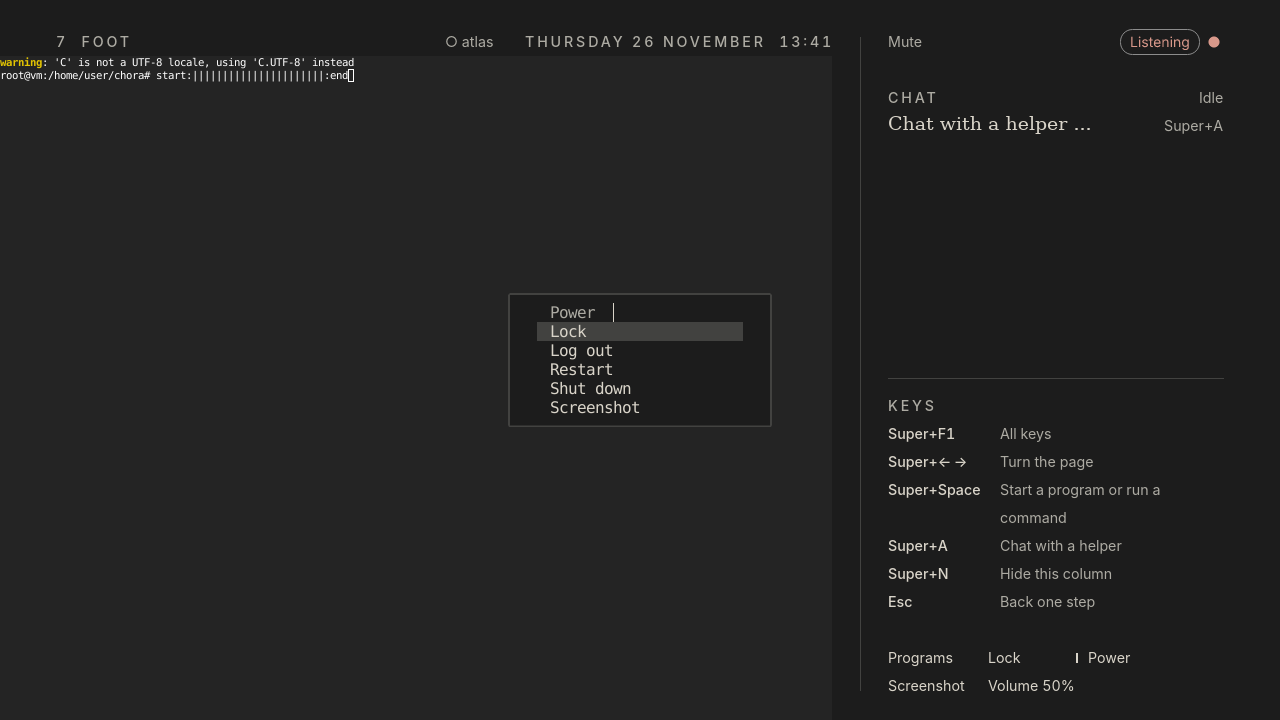 7 FOOT
○ atlas
THURSDAY 26 NOVEMBER 13:41
Mute
Listening
warning: 'C' is not a UTF-8 locale, using 'C.UTF-8' instead
root@vm:/home/user/chora# start:||||||||||||||||||||||:end
CHAT
Idle
Chat with a helper ...
Super+A
Power
Lock
Log out
Restart
Shut down
Screenshot
KEYS
Super+F1 All keys
Super+← → Turn the page
Super+Space Start a program or run a
command
Super+A Chat with a helper
Super+N Hide this column
Esc Back one step
Programs Lock Power
Screenshot Volume 50%